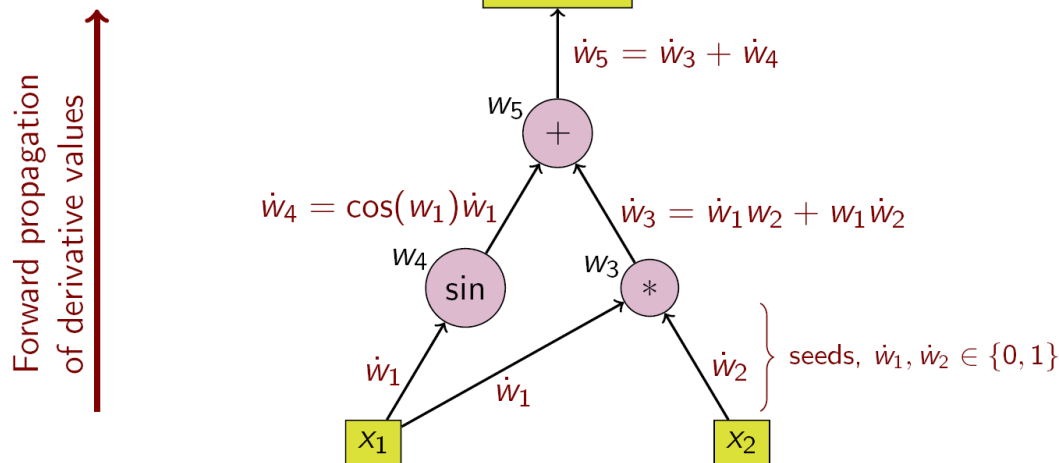 Forward propagation
of derivative values
ẇ₅ = ẇ₃ + ẇ₄
w₅
+
ẇ₄ = cos(w₁)ẇ₁
ẇ₃ = ẇ₁w₂ + w₁ẇ₂
w₄
w₃
sin
*
seeds, ẇ₁, ẇ₂ ∈ {0, 1}
ẇ₁
ẇ₁
ẇ₂
x₁
x₂